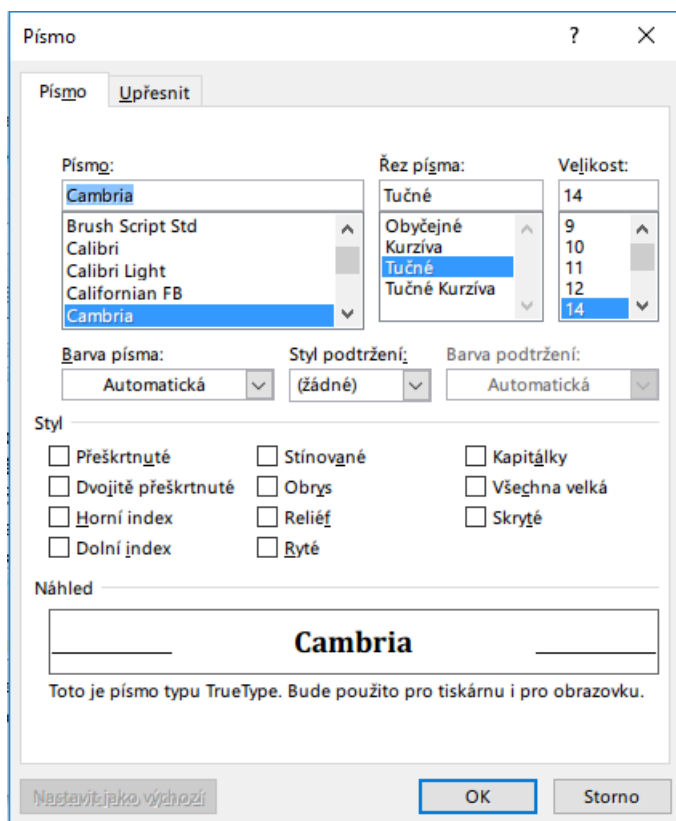 Písmo
? ×
Písmo Upřesnit
Písmo: Řez písma: Velikost:
Cambria Tučné 14
Brush Script Std Obyčejné 9
Calibri Kurzíva 10
Calibri Light Tučné 11
Californian FB Tučné Kurzíva 12
Cambria 14
Barva písma: Styl podtržení: Barva podtržení:
Automatická (žádné) Automatická
Styl
Přeškrtnuté Stínované Kapitálky
Dvojitě přeškrtnuté Obrys Všechna velká
Horní index Reliéf Skryté
Dolní index Ryté
Náhled
Cambria
Toto je písmo typu TrueType. Bude použito pro tiskárnu i pro obrazovku.
Nastavit jako výchozí OK Storno